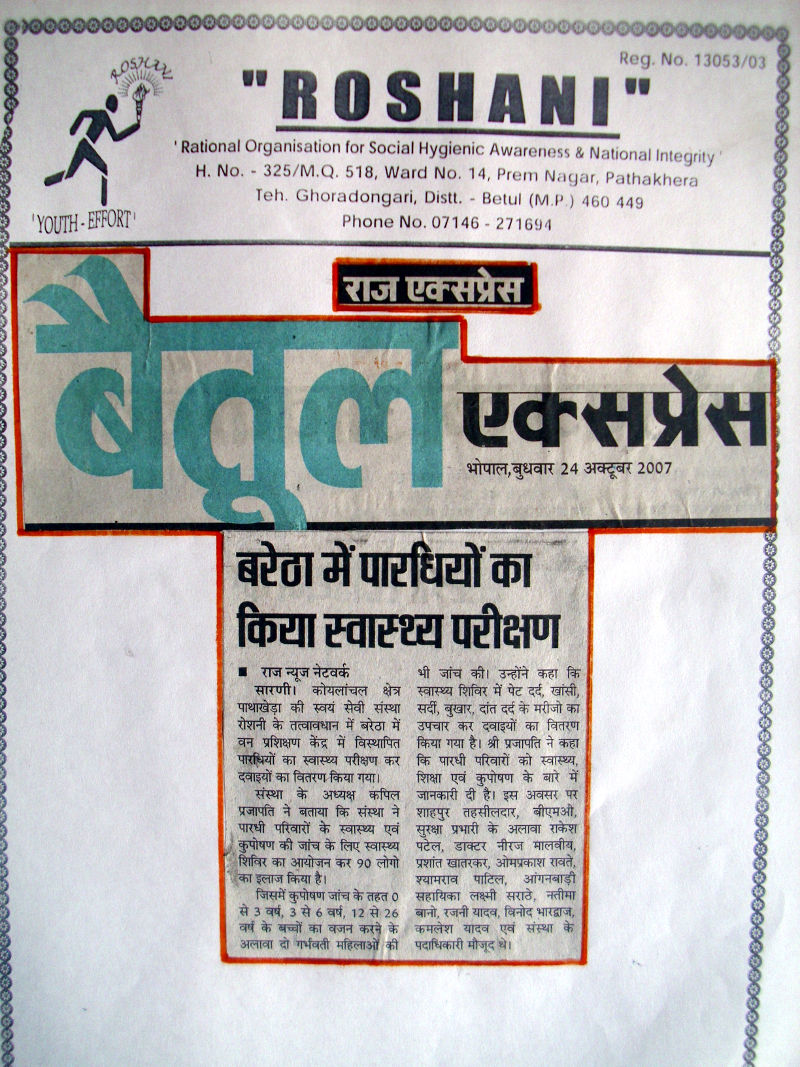 Reg. No. 13053/03
ROSHANI
"ROSHANI"
'Rational Organisation for Social Hygienic Awareness & National Integrity'
H. No. - 325/M.Q. 518, Ward No. 14, Prem Nagar, Pathakhera
Teh. Ghoradongari, Distt. - Betul (M.P.) 460 449
'YOUTH-EFFORT'
Phone No. 07146 - 271694
राज एक्सप्रेस
बैतूल
एक्सप्रेस
भोपाल,बुधवार 24 अक्टूबर 2007
बरेठा में पारधियों का
किया स्वास्थ्य परीक्षण
■ राज न्यूज नेटवर्क
सारणी। कोयलांचल क्षेत्र
पाथाखेड़ा की स्वयं सेवी संस्था
रोशनी के तत्वावधान में बरेठा में
वन प्रशिक्षण केंद्र में विस्थापित
पारधियों का स्वास्थ्य परीक्षण कर
दवाइयों का वितरण किया गया।
संस्था के अध्यक्ष कपिल
प्रजापति ने बताया कि संस्था ने
पारधी परिवारों के स्वास्थ्य एवं
कुपोषण की जांच के लिए स्वास्थ्य
शिविर का आयोजन कर 90 लोगो
का इलाज किया है।
जिसमें कुपोषण जांच के तहत 0
से 3 वर्ष, 3 से 6 वर्ष, 12 से 26
वर्ष के बच्चों का वजन करने के
अलावा दो गर्भवती महिलाओं की
भी जांच की। उन्होंने कहा कि
स्वास्थ्य शिविर में पेट दर्द, खांसी,
सर्दी, बुखार, दांत दर्द के मरीजो का
उपचार कर दवाइयों का वितरण
किया गया है। श्री प्रजापति ने कहा
कि पारधी परिवारों को स्वास्थ्य,
शिक्षा एवं कुपोषण के बारे में
जानकारी दी है। इस अवसर पर
शाहपुर तहसीलदार, बीएमओ,
सुरक्षा प्रभारी के अलावा राकेश
पटेल, डाक्टर नीरज मालवीय,
प्रशांत खातरकर, ओमप्रकाश रावते,
श्यामराव पाटिल, आंगनबाड़ी
सहायिका लक्ष्मी सराठे, नतीमा
बानो, रजनी यादव, विनोद भारद्वाज,
कमलेश यादव एवं संस्था के
पदाधिकारी मौजूद थे।